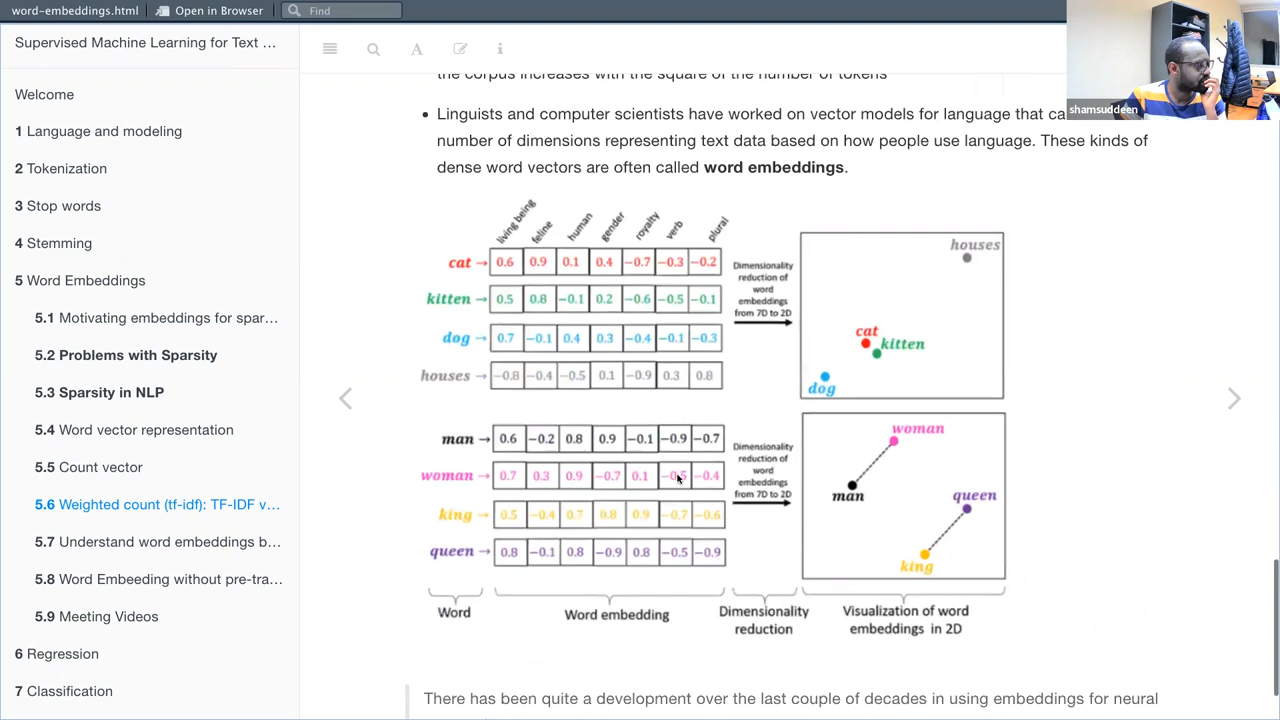 word-embeddings.html
Open in Browser
Find
Supervised Machine Learning for Text …
Welcome
1 Language and modeling
2 Tokenization
3 Stop words
4 Stemming
5 Word Embeddings
5.1 Motivating embeddings for spar…
5.2 Problems with Sparsity
5.3 Sparsity in NLP
5.4 Word vector representation
5.5 Count vector
5.6 Weighted count (tf-idf): TF-IDF v…
5.7 Understand word embeddings b…
5.8 Word Embeeding without pre-tra…
5.9 Meeting Videos
6 Regression
7 Classification
shamsuddeen
the corpus increases with the square of the number of tokens
• Linguists and computer scientists have worked on vector models for language that ca
number of dimensions representing text data based on how people use language. These kinds of
dense word vectors are often called word embeddings.
living being feline human gender royalty verb plural
cat → 0.6 0.9 0.1 0.4 −0.7 −0.3 −0.2
kitten → 0.5 0.8 −0.1 0.2 −0.6 −0.5 −0.1
dog → 0.7 −0.1 0.4 0.3 −0.4 −0.1 −0.3
houses → −0.8 −0.4 −0.5 0.1 −0.9 0.3 0.8
Dimensionality
reduction of
word
embeddings
from 7D to 2D
houses
cat
kitten
dog
man → 0.6 −0.2 0.8 0.9 −0.1 −0.9 −0.7
woman → 0.7 0.3 0.9 −0.7 0.1 −0.5 −0.4
king → 0.5 −0.4 0.7 0.8 0.9 −0.7 −0.6
queen → 0.8 −0.1 0.8 −0.9 0.8 −0.5 −0.9
Dimensionality
reduction of
word
embeddings
from 7D to 2D
woman
man
queen
king
Word
Word embedding
Dimensionality
reduction
Visualization of word
embeddings in 2D
There has been quite a development over the last couple of decades in using embeddings for neural